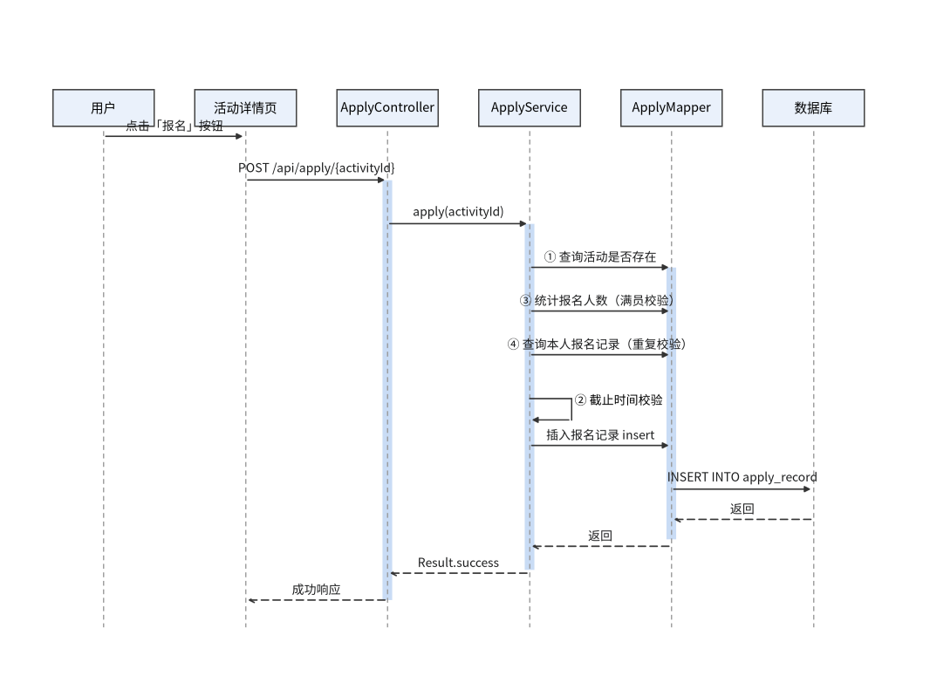 用户
活动详情页
ApplyController
ApplyService
ApplyMapper
数据库
点击「报名」按钮
POST /api/apply/{activityId}
apply(activityId)
① 查询活动是否存在
③ 统计报名人数（满员校验）
④ 查询本人报名记录（重复校验）
② 截止时间校验
插入报名记录 insert
INSERT INTO apply_record
返回
返回
Result.success
成功响应